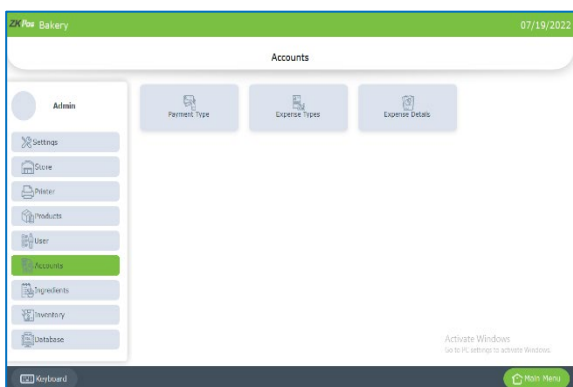 ZKPos Bakery 07/19/2022
Accounts
Admin
Payment Type Expense Types Expense Details
Settings
Store
Printer
Products
User
Accounts
Ingredients
Inventory
Database
Activate Windows
Go to PC settings to activate Windows.
Keyboard Main Menu